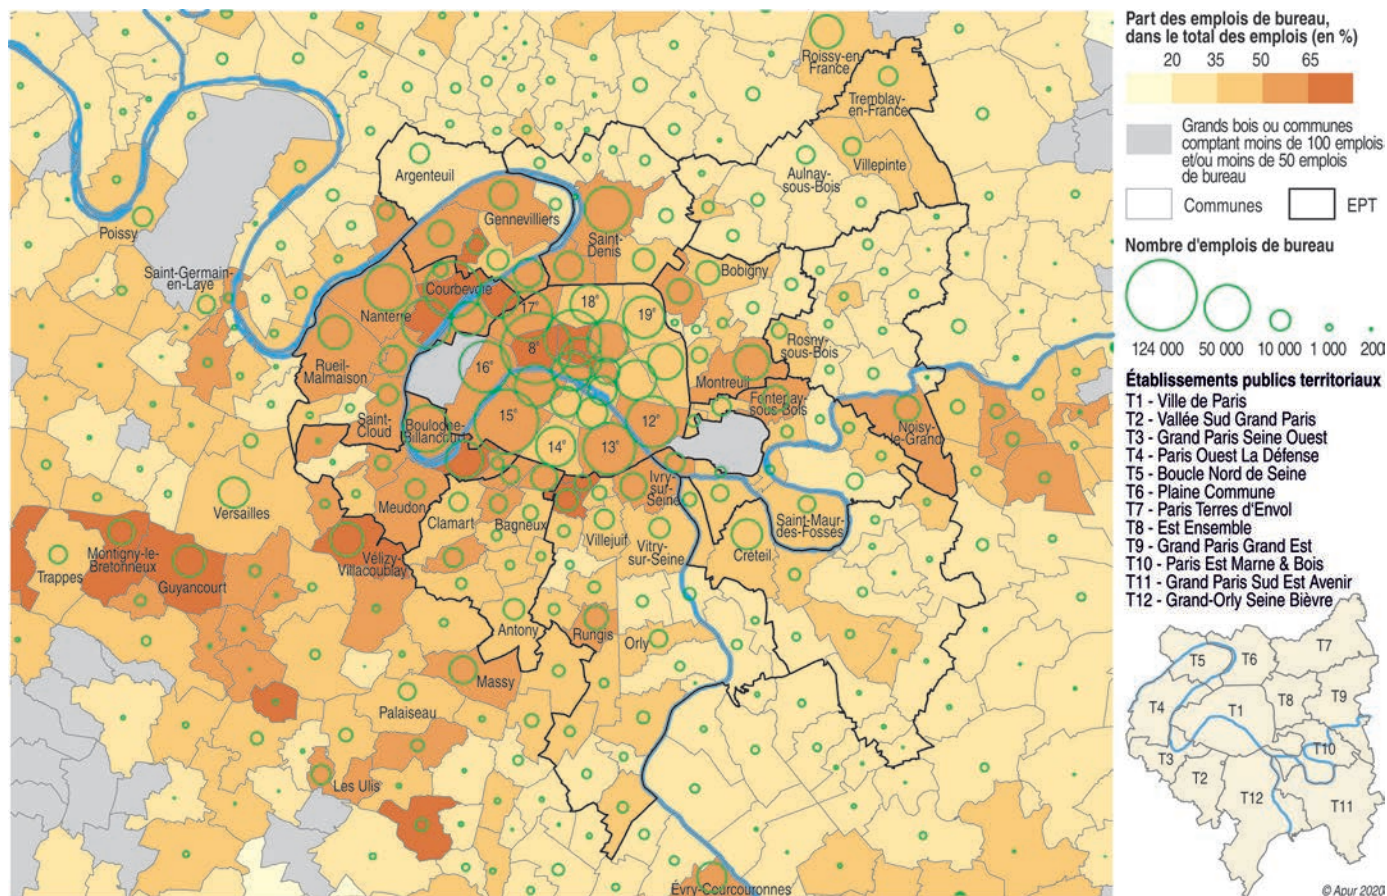 Part des emplois de bureau,
dans le total des emplois (en %)
20 35 50 65
Grands bois ou communes
comptant moins de 100 emplois
et/ou moins de 50 emplois
de bureau
Communes
EPT
Nombre d'emplois de bureau
124 000 50 000 10 000 1 000 200
Établissements publics territoriaux
T1 - Ville de Paris
T2 - Vallée Sud Grand Paris
T3 - Grand Paris Seine Ouest
T4 - Paris Ouest La Défense
T5 - Boucle Nord de Seine
T6 - Plaine Commune
T7 - Paris Terres d'Envol
T8 - Est Ensemble
T9 - Grand Paris Grand Est
T10 - Paris Est Marne & Bois
T11 - Grand Paris Sud Est Avenir
T12 - Grand-Orly Seine Bièvre
T7
T5
T6
T9
T8
T4
T1
T10
T3
T2
T12
T11
© Apur 2020
Roissy-en-
France
Tremblay-
en-France
Villepinte
Aulnay-
sous-Bois
Argenteuil
Gennevilliers
Saint-
Denis
Poissy
Saint-Germain-
en-Laye
Bobigny
Courbevoie
Nanterre
17e
18e
19e
Rueil-
Malmaison
8e
16e
Rosny-
sous-Bois
Montreuil
Fontenay-
sous-Bois
Saint-
Cloud
Boulogne-
Billancourt
15e
12e
14e
13e
Noisy-
le-Grand
Ivry-
sur-
Seine
Meudon
Clamart
Bagneux
Villejuif
Vitry-
sur-Seine
Saint-Maur-
des-Fosses
Créteil
Versailles
Montigny-le-
Bretonneux
Trappes
Guyancourt
Vélizy-
Villacoublay
Antony
Rungis
Orly
Massy
Palaiseau
Les Ulis
Évry-Courcouronnes